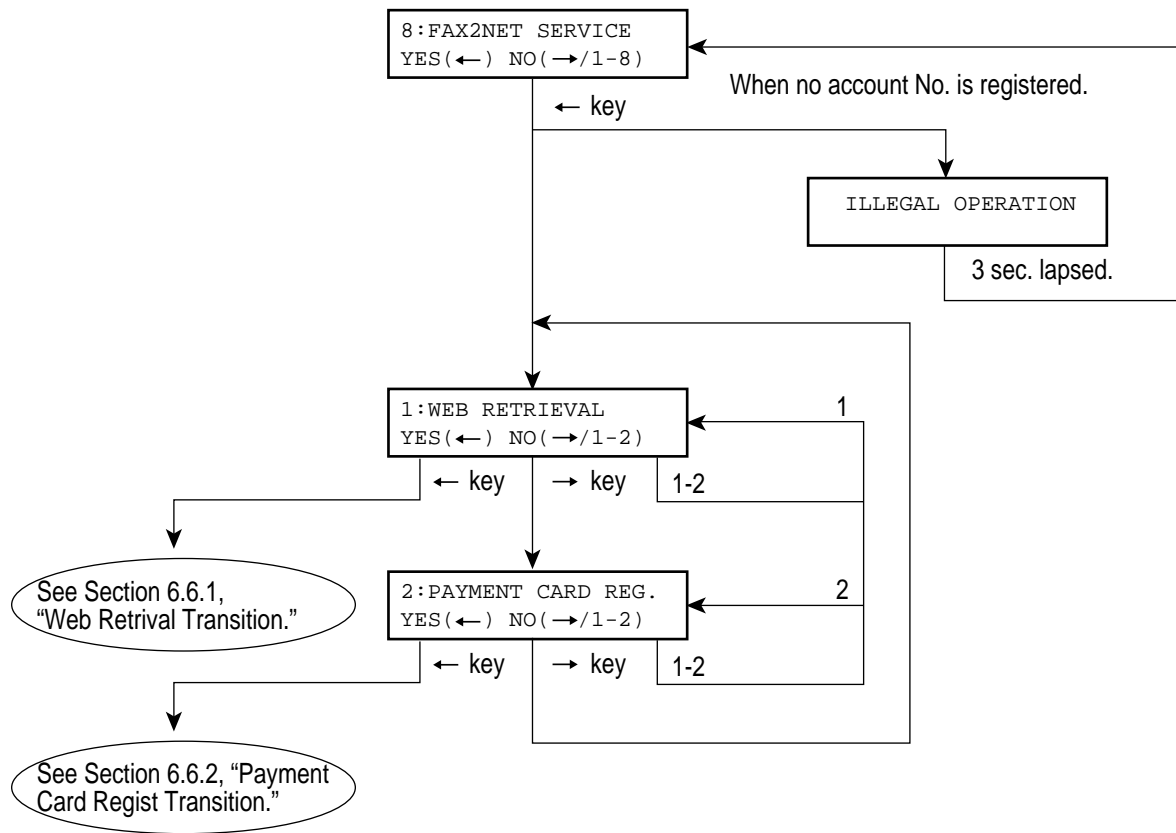 8:FAX2NET SERVICE
YES(←) NO(→/1-8)
When no account No. is registered.
← key
ILLEGAL OPERATION
3 sec. lapsed.
1:WEB RETRIEVAL
YES(←) NO(→/1-2)
1
← key
→ key
1-2
See Section 6.6.1,
“Web Retrival Transition.”
2:PAYMENT CARD REG.
YES(←) NO(→/1-2)
2
← key
→ key
1-2
See Section 6.6.2, “Payment
Card Regist Transition.”